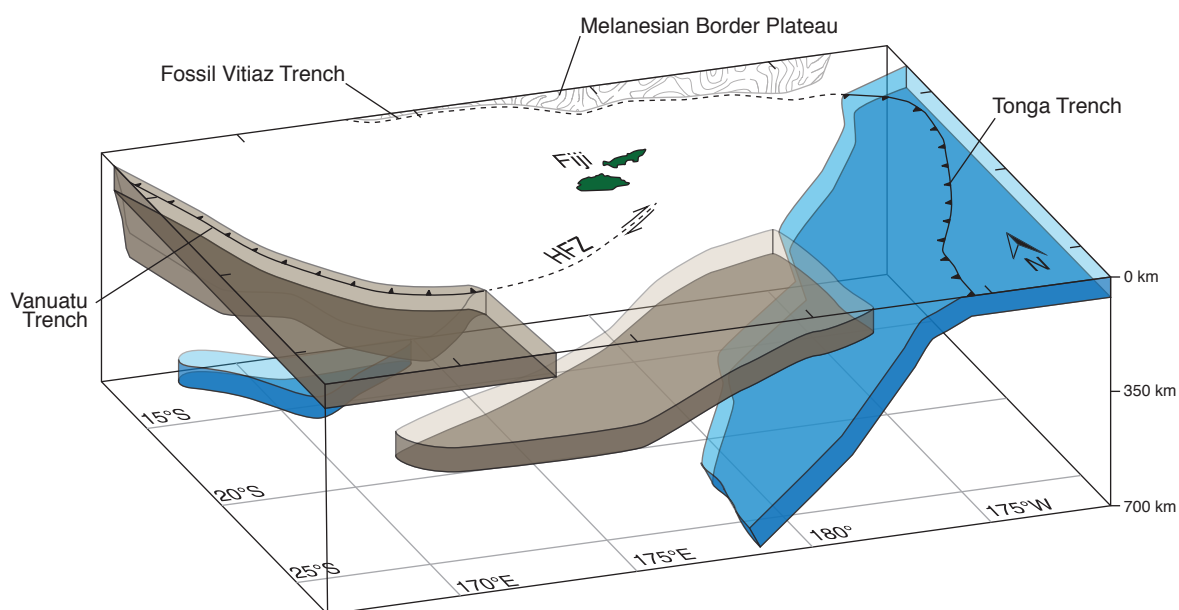 Melanesian Border Plateau
Fossil Vitiaz Trench
Tonga Trench
Fiji
HFZ
N
Vanuatu
Trench
0 km
350 km
700 km
15°S
20°S
25°S
170°E
175°E
180°
175°W